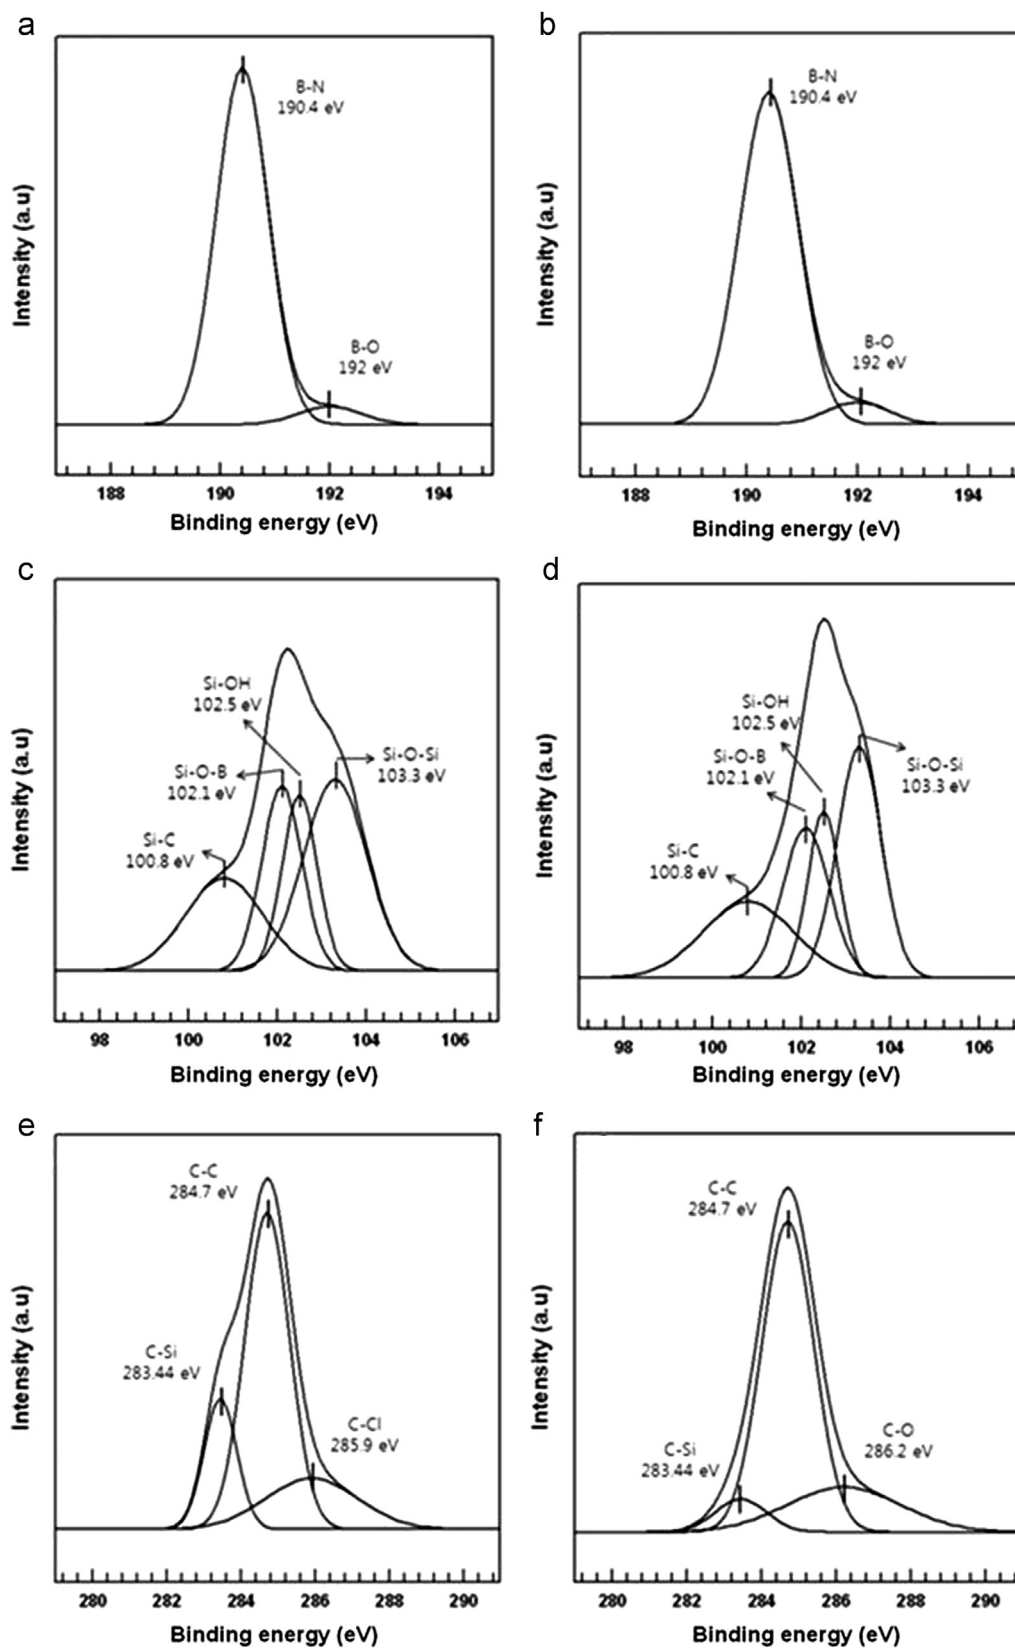 a
B-N
190.4 eV
B-O
192 eV
Intensity (a.u)
188 190 192 194
Binding energy (eV)
b
B-N
190.4 eV
B-O
192 eV
Intensity (a.u)
188 190 192 194
Binding energy (eV)
c
Si-OH
102.5 eV
Si-O-B
102.1 eV
Si-O-Si
103.3 eV
Si-C
100.8 eV
Intensity (a.u)
98 100 102 104 106
Binding energy (eV)
d
Si-OH
102.5 eV
Si-O-B
102.1 eV
Si-O-Si
103.3 eV
Si-C
100.8 eV
Intensity (a.u)
98 100 102 104 106
Binding energy (eV)
e
C-C
284.7 eV
C-Si
283.44 eV
C-Cl
285.9 eV
Intensity (a.u)
280 282 284 286 288 290
Binding energy (eV)
f
C-C
284.7 eV
C-O
286.2 eV
C-Si
283.44 eV
Intensity (a.u)
280 282 284 286 288 290
Binding energy (eV)